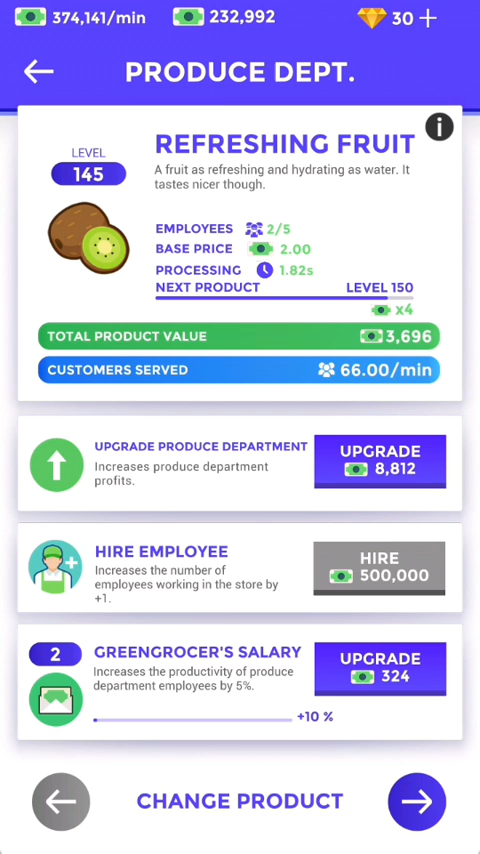 374,141/min 232,992 30 +
PRODUCE DEPT.
i
LEVEL
145
REFRESHING FRUIT
A fruit as refreshing and hydrating as water. It
tastes nicer though.
EMPLOYEES 2/5
BASE PRICE 2.00
PROCESSING 1.82s
NEXT PRODUCT LEVEL 150
x4
TOTAL PRODUCT VALUE 3,696
CUSTOMERS SERVED 66.00/min
UPGRADE PRODUCE DEPARTMENT
Increases produce department
profits.
UPGRADE
8,812
HIRE EMPLOYEE
Increases the number of
employees working in the store by
+1.
HIRE
500,000
2
GREENGROCER'S SALARY
Increases the productivity of produce
department employees by 5%.
+10 %
UPGRADE
324
CHANGE PRODUCT